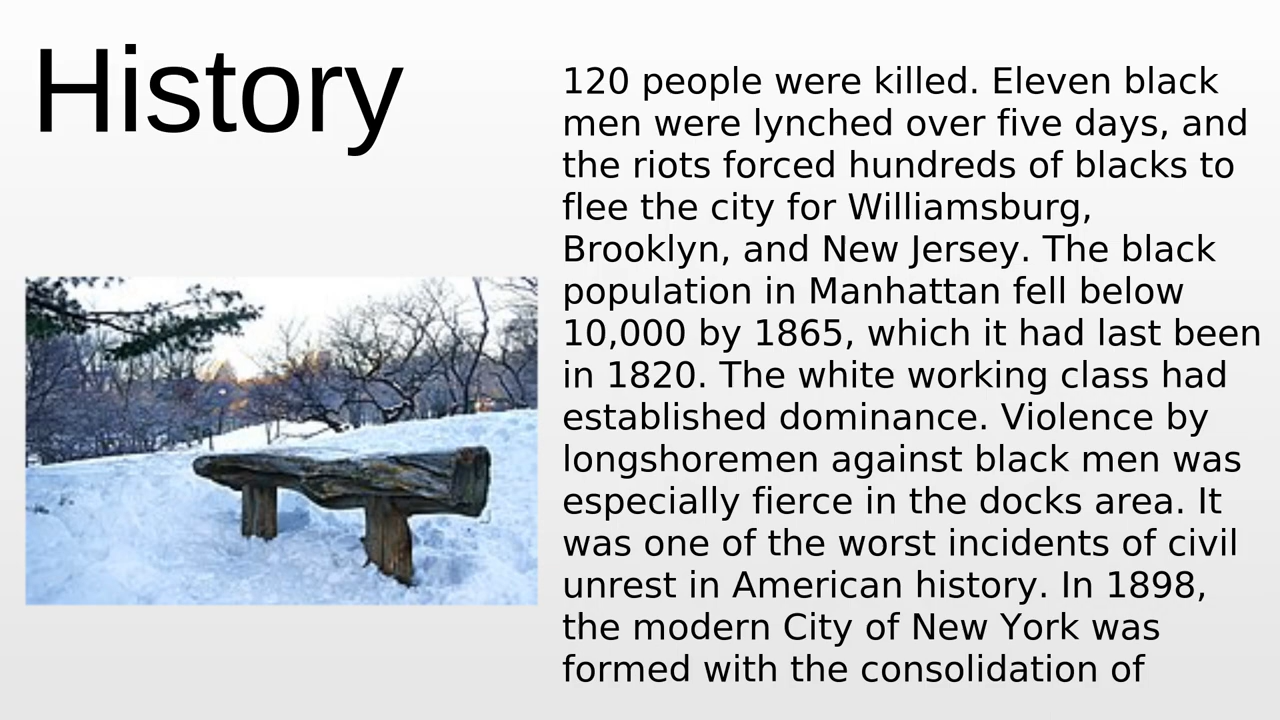 History
120 people were killed. Eleven black
men were lynched over five days, and
the riots forced hundreds of blacks to
flee the city for Williamsburg,
Brooklyn, and New Jersey. The black
population in Manhattan fell below
10,000 by 1865, which it had last been
in 1820. The white working class had
established dominance. Violence by
longshoremen against black men was
especially fierce in the docks area. It
was one of the worst incidents of civil
unrest in American history. In 1898,
the modern City of New York was
formed with the consolidation of